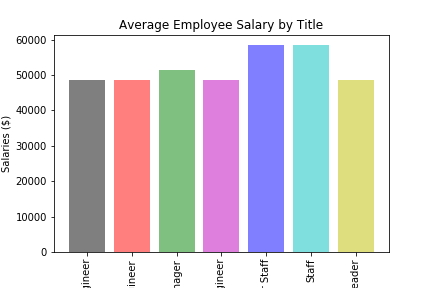 Average Employee Salary by Title
Salaries ($)
60000
50000
40000
30000
20000
10000
0
gineer
ineer
nager
gineer
r Staff
Staff
eader